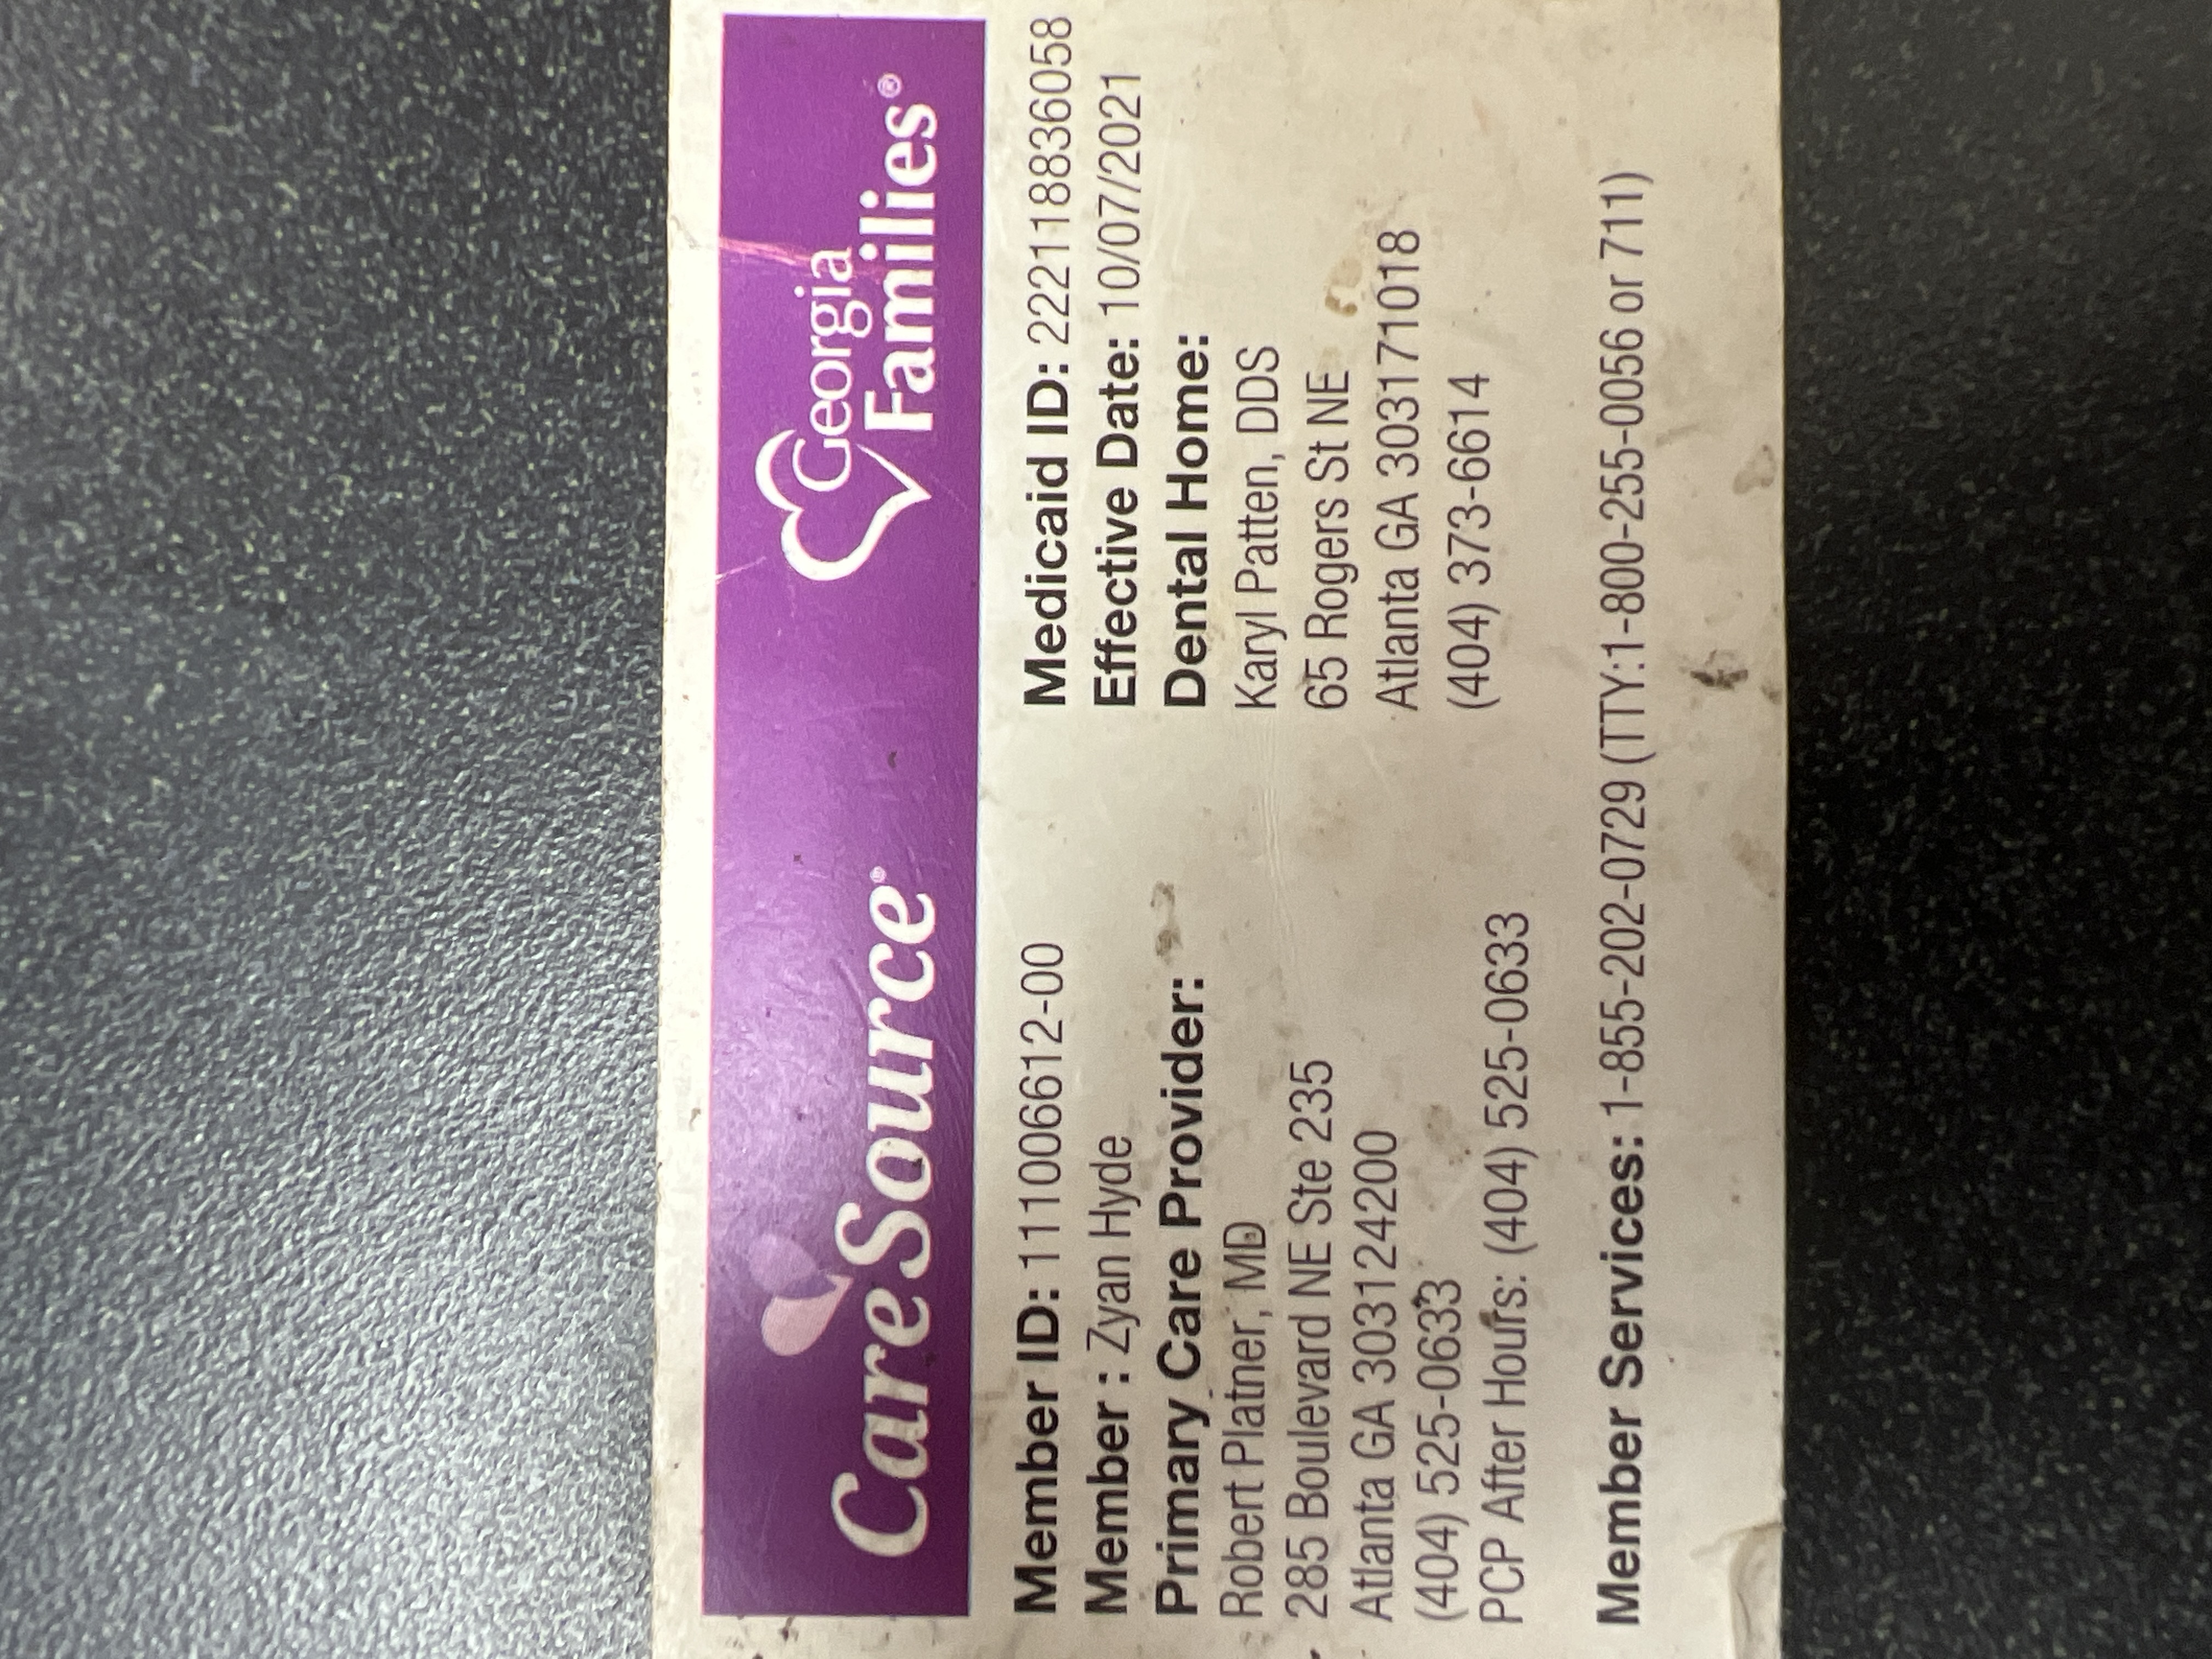 CareSource®
Georgia
Families®
Member ID: 111006612-00
Member : Zyan Hyde
Primary Care Provider:
Robert Platner, MD
285 Boulevard NE Ste 235
Atlanta GA 303124200
(404) 525-0633
PCP After Hours: (404) 525-0633
Medicaid ID: 222118836058
Effective Date: 10/07/2021
Dental Home:
Karyl Patten, DDS
65 Rogers St NE
Atlanta GA 303171018
(404) 373-6614
Member Services: 1-855-202-0729 (TTY:1-800-255-0056 or 711)